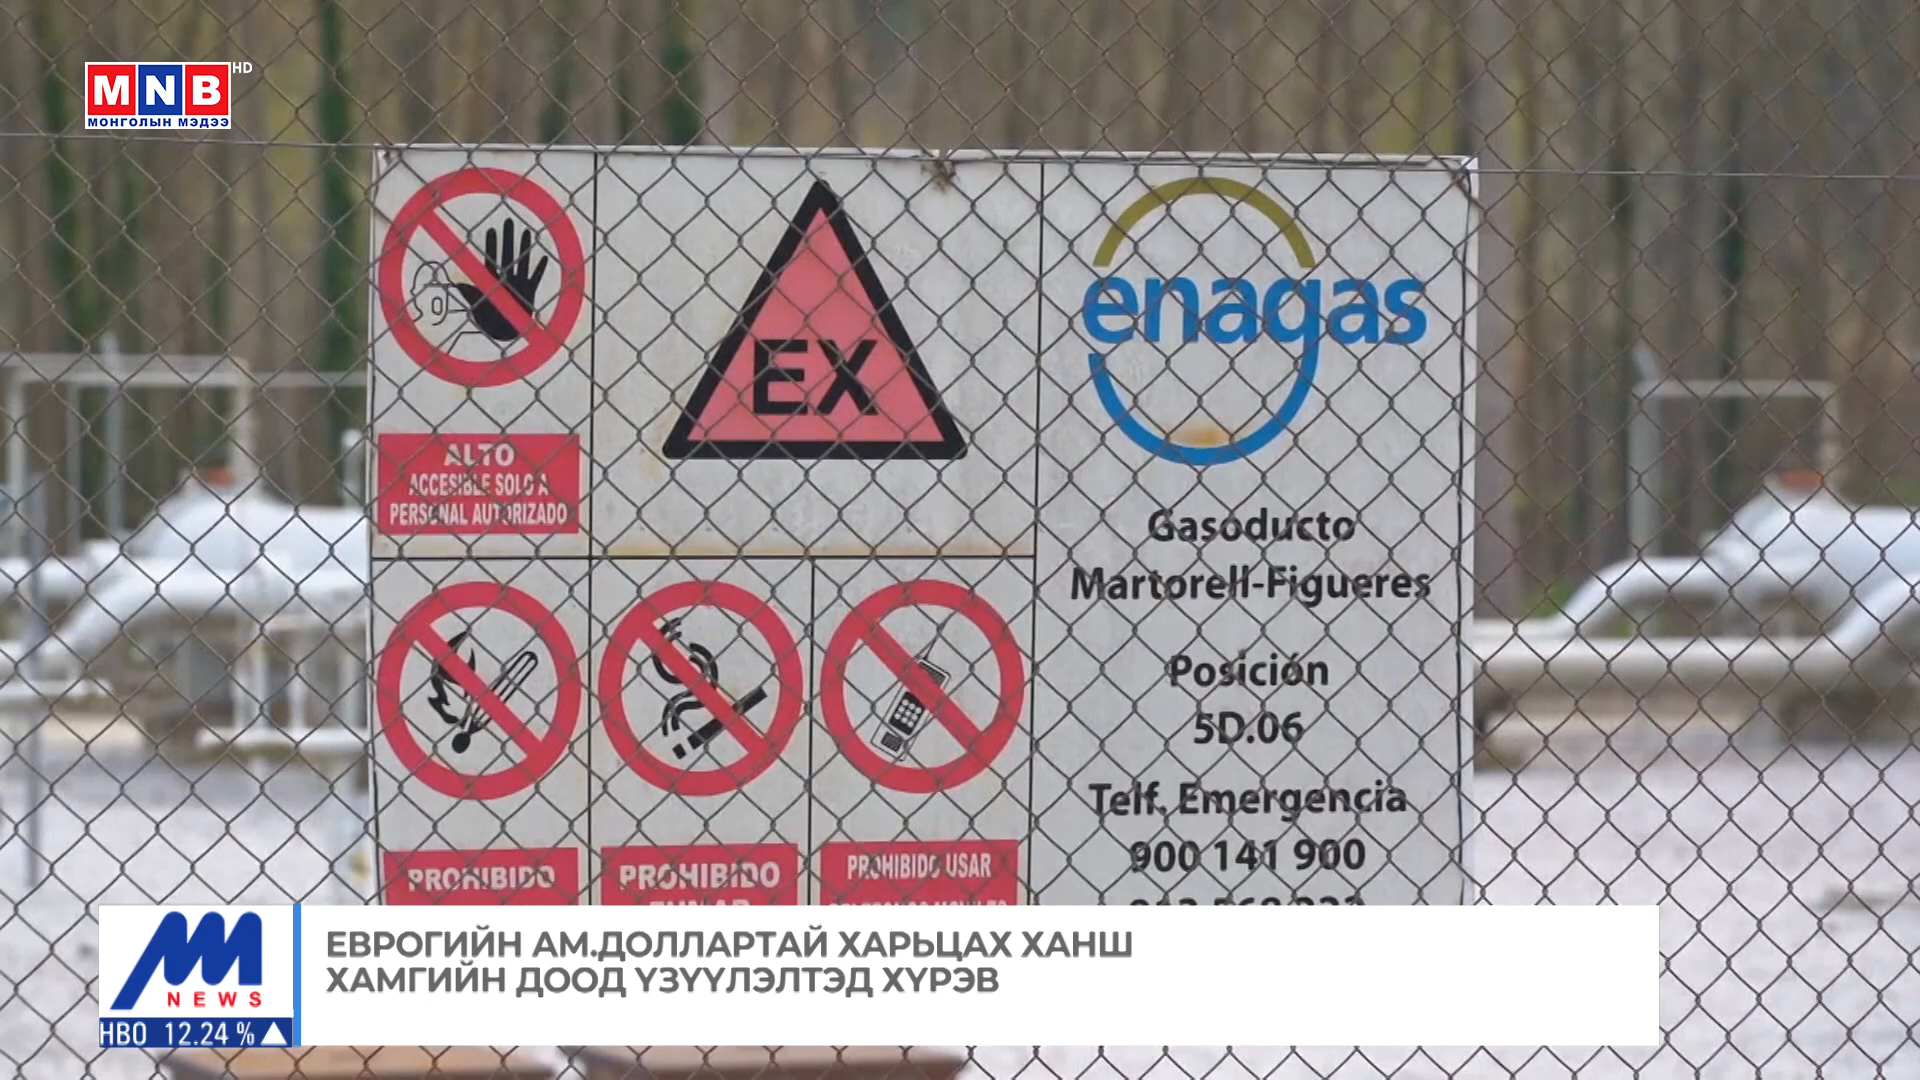 MNB HD
МОНГОЛЫН МЭДЭЭ
EX
enagas
ALTO
ACCESIBLE SOLO A
PERSONAL AUTORIZADO
Gasoducto
Martorell-Figueres
Posición
5D.06
Telf. Emergencia
900 141 900
PROHIBIDO
PROHIBIDO
PROHIBIDO USAR
NEWS
ЕВРОГИЙН АМ.ДОЛЛАРТАЙ ХАРЬЦАХ ХАНШ
ХАМГИЙН ДООД ҮЗҮҮЛЭЛТЭД ХҮРЭВ
HBO 12.24 %